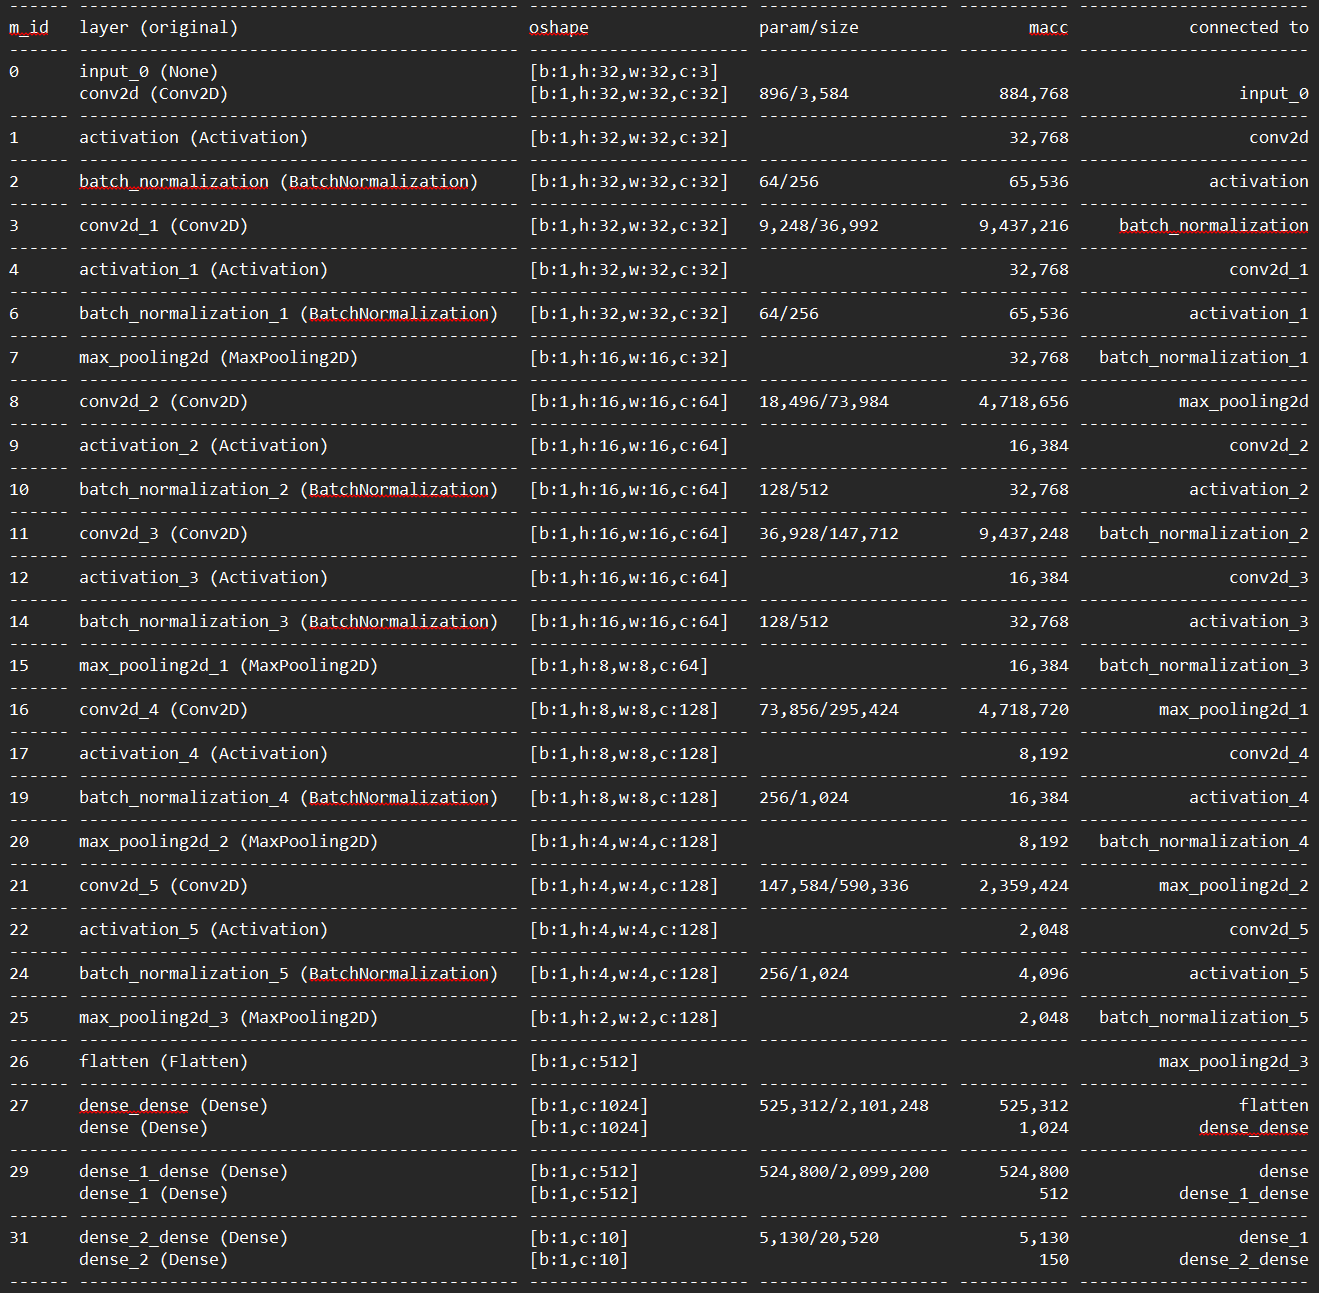 m_id layer (original) oshape param/size macc connected to
0 input_0 (None) [b:1,h:32,w:32,c:3]
conv2d (Conv2D) [b:1,h:32,w:32,c:32] 896/3,584 884,768 input_0
1 activation (Activation) [b:1,h:32,w:32,c:32] 32,768 conv2d
2 batch_normalization (BatchNormalization) [b:1,h:32,w:32,c:32] 64/256 65,536 activation
3 conv2d_1 (Conv2D) [b:1,h:32,w:32,c:32] 9,248/36,992 9,437,216 batch_normalization
4 activation_1 (Activation) [b:1,h:32,w:32,c:32] 32,768 conv2d_1
6 batch_normalization_1 (BatchNormalization) [b:1,h:32,w:32,c:32] 64/256 65,536 activation_1
7 max_pooling2d (MaxPooling2D) [b:1,h:16,w:16,c:32] 32,768 batch_normalization_1
8 conv2d_2 (Conv2D) [b:1,h:16,w:16,c:64] 18,496/73,984 4,718,656 max_pooling2d
9 activation_2 (Activation) [b:1,h:16,w:16,c:64] 16,384 conv2d_2
10 batch_normalization_2 (BatchNormalization) [b:1,h:16,w:16,c:64] 128/512 32,768 activation_2
11 conv2d_3 (Conv2D) [b:1,h:16,w:16,c:64] 36,928/147,712 9,437,248 batch_normalization_2
12 activation_3 (Activation) [b:1,h:16,w:16,c:64] 16,384 conv2d_3
14 batch_normalization_3 (BatchNormalization) [b:1,h:16,w:16,c:64] 128/512 32,768 activation_3
15 max_pooling2d_1 (MaxPooling2D) [b:1,h:8,w:8,c:64] 16,384 batch_normalization_3
16 conv2d_4 (Conv2D) [b:1,h:8,w:8,c:128] 73,856/295,424 4,718,720 max_pooling2d_1
17 activation_4 (Activation) [b:1,h:8,w:8,c:128] 8,192 conv2d_4
19 batch_normalization_4 (BatchNormalization) [b:1,h:8,w:8,c:128] 256/1,024 16,384 activation_4
20 max_pooling2d_2 (MaxPooling2D) [b:1,h:4,w:4,c:128] 8,192 batch_normalization_4
21 conv2d_5 (Conv2D) [b:1,h:4,w:4,c:128] 147,584/590,336 2,359,424 max_pooling2d_2
22 activation_5 (Activation) [b:1,h:4,w:4,c:128] 2,048 conv2d_5
24 batch_normalization_5 (BatchNormalization) [b:1,h:4,w:4,c:128] 256/1,024 4,096 activation_5
25 max_pooling2d_3 (MaxPooling2D) [b:1,h:2,w:2,c:128] 2,048 batch_normalization_5
26 flatten (Flatten) [b:1,c:512] max_pooling2d_3
27 dense_dense (Dense) [b:1,c:1024] 525,312/2,101,248 525,312 flatten
dense (Dense) [b:1,c:1024] 1,024 dense_dense
29 dense_1_dense (Dense) [b:1,c:512] 524,800/2,099,200 524,800 dense
dense_1 (Dense) [b:1,c:512] 512 dense_1_dense
31 dense_2_dense (Dense) [b:1,c:10] 5,130/20,520 5,130 dense_1
dense_2 (Dense) [b:1,c:10] 150 dense_2_dense